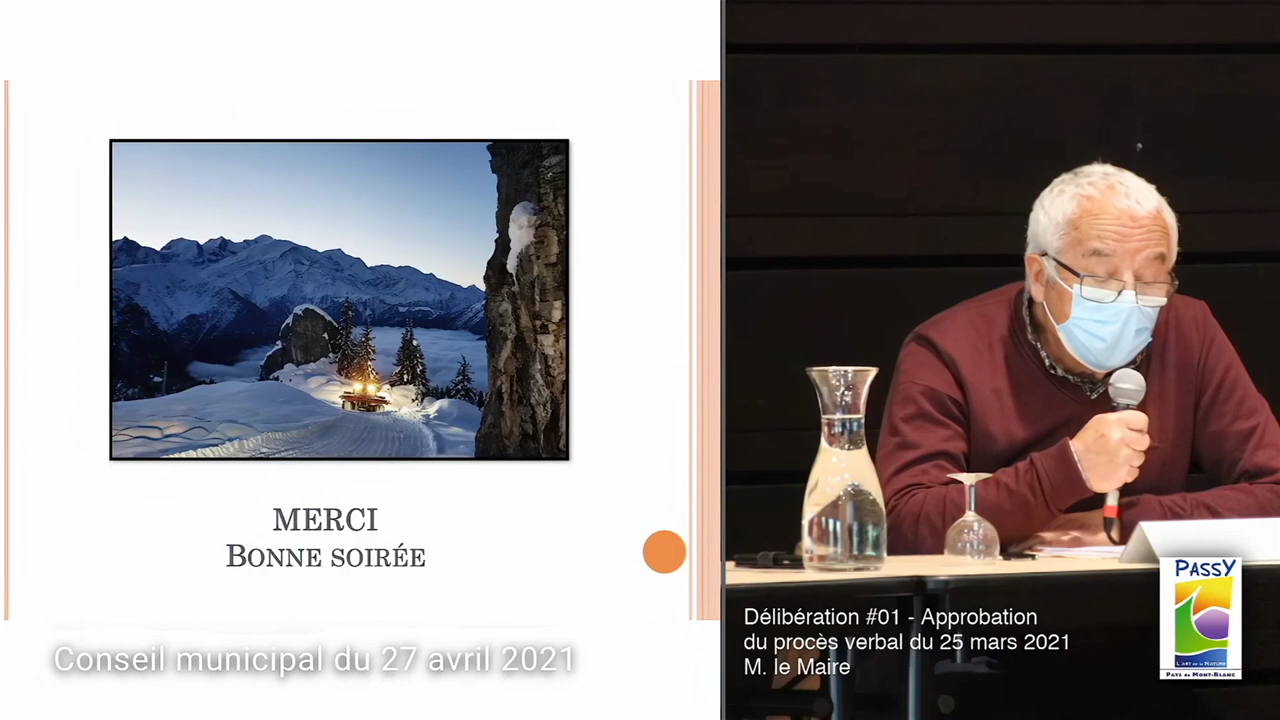 MERCI
BONNE SOIRÉE
Conseil municipal du 27 avril 2021
Délibération #01 - Approbation
du procès verbal du 25 mars 2021
M. le Maire
PASSY
L'ART DE LA NATURE
PAYS DU MONT-BLANC